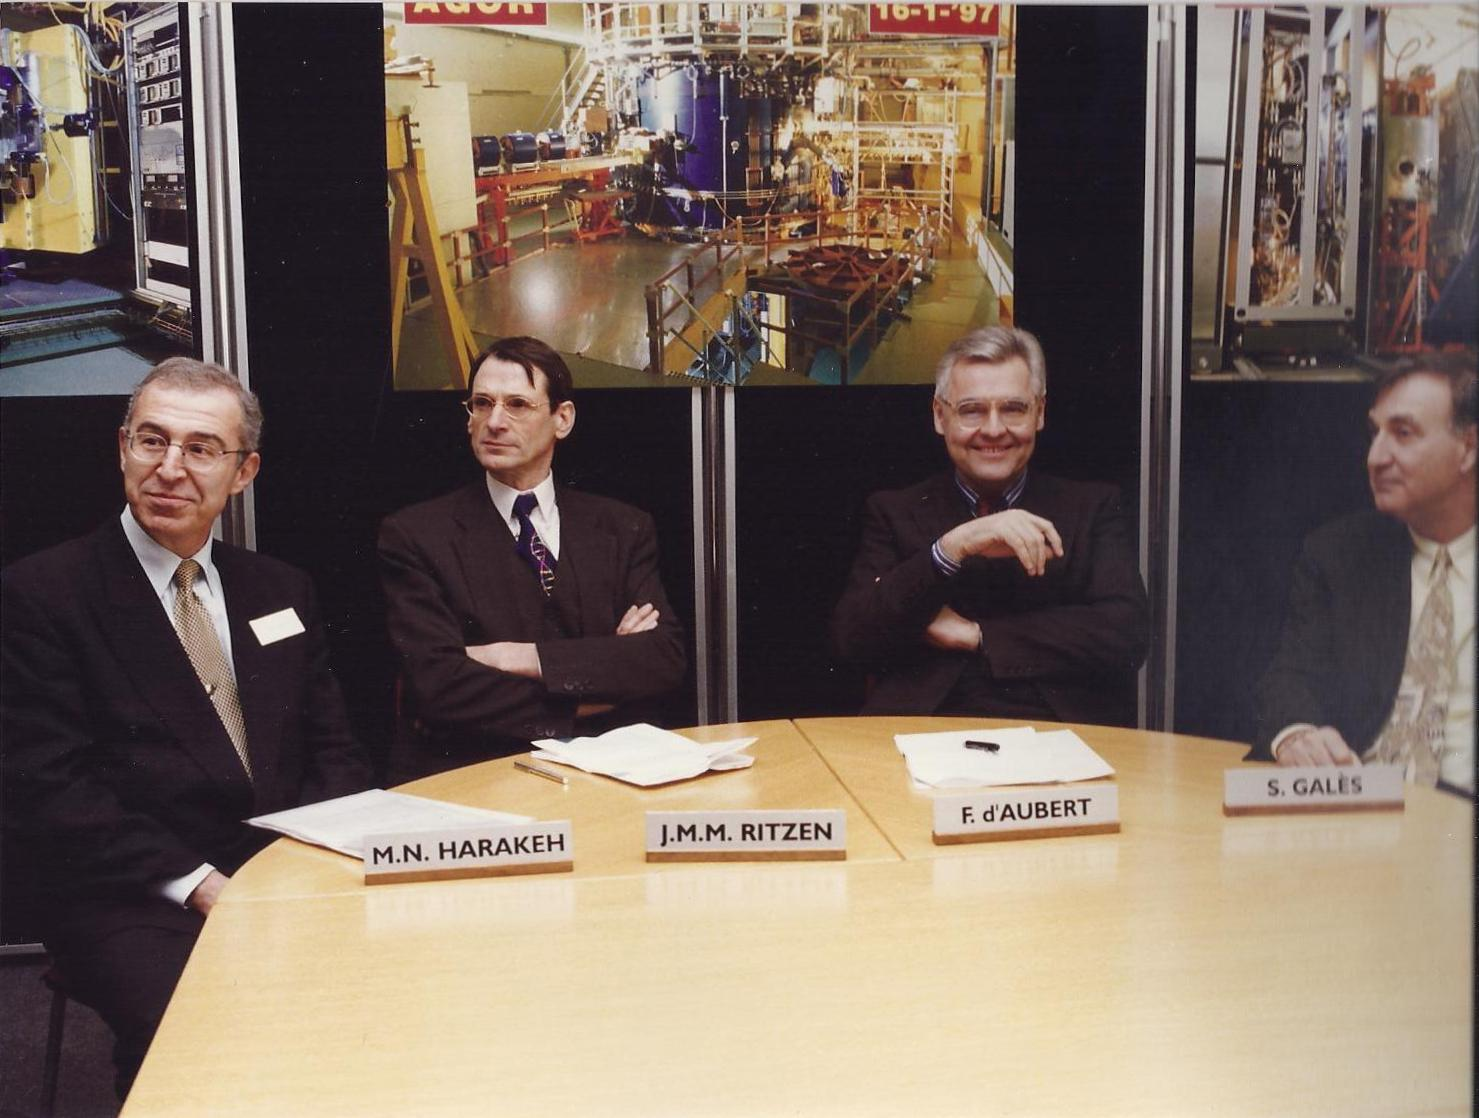 AGOR
16-1-'97
M.N. HARAKEH
J.M.M. RITZEN
F. d'AUBERT
S. GALÈS